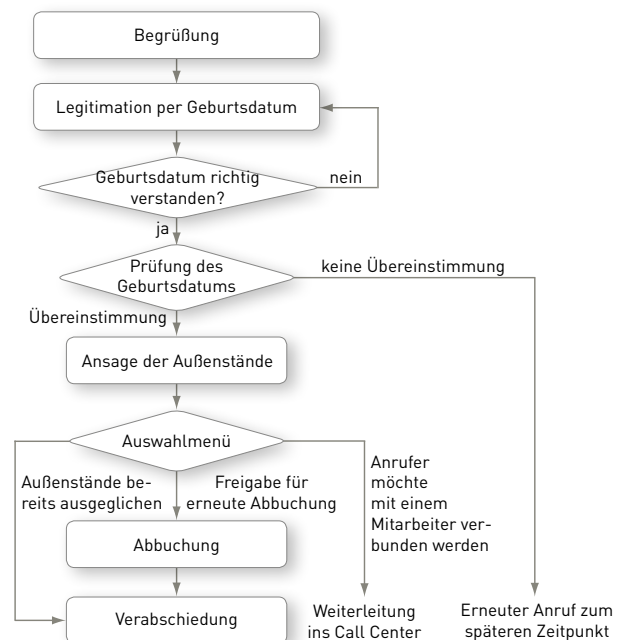 Begrüßung
Legitimation per Geburtsdatum
Geburtsdatum richtig
verstanden?
nein
ja
Prüfung des
Geburtsdatums
keine Übereinstimmung
Übereinstimmung
Ansage der Außenstände
Auswahlmenü
Außenstände be-
reits ausgeglichen
Freigabe für
erneute Abbuchung
Anrufer
möchte
mit einem
Mitarbeiter ver-
bunden werden
Abbuchung
Verabschiedung
Weiterleitung
ins Call Center
Erneuter Anruf zum
späteren Zeitpunkt